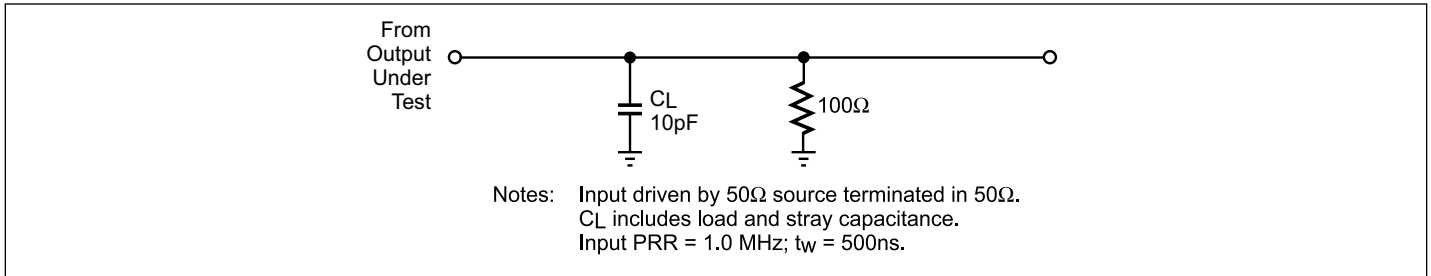 From
Output
Under
Test
CL
10pF
100Ω
Notes: Input driven by 50Ω source terminated in 50Ω.
CL includes load and stray capacitance.
Input PRR = 1.0 MHz; tw = 500ns.